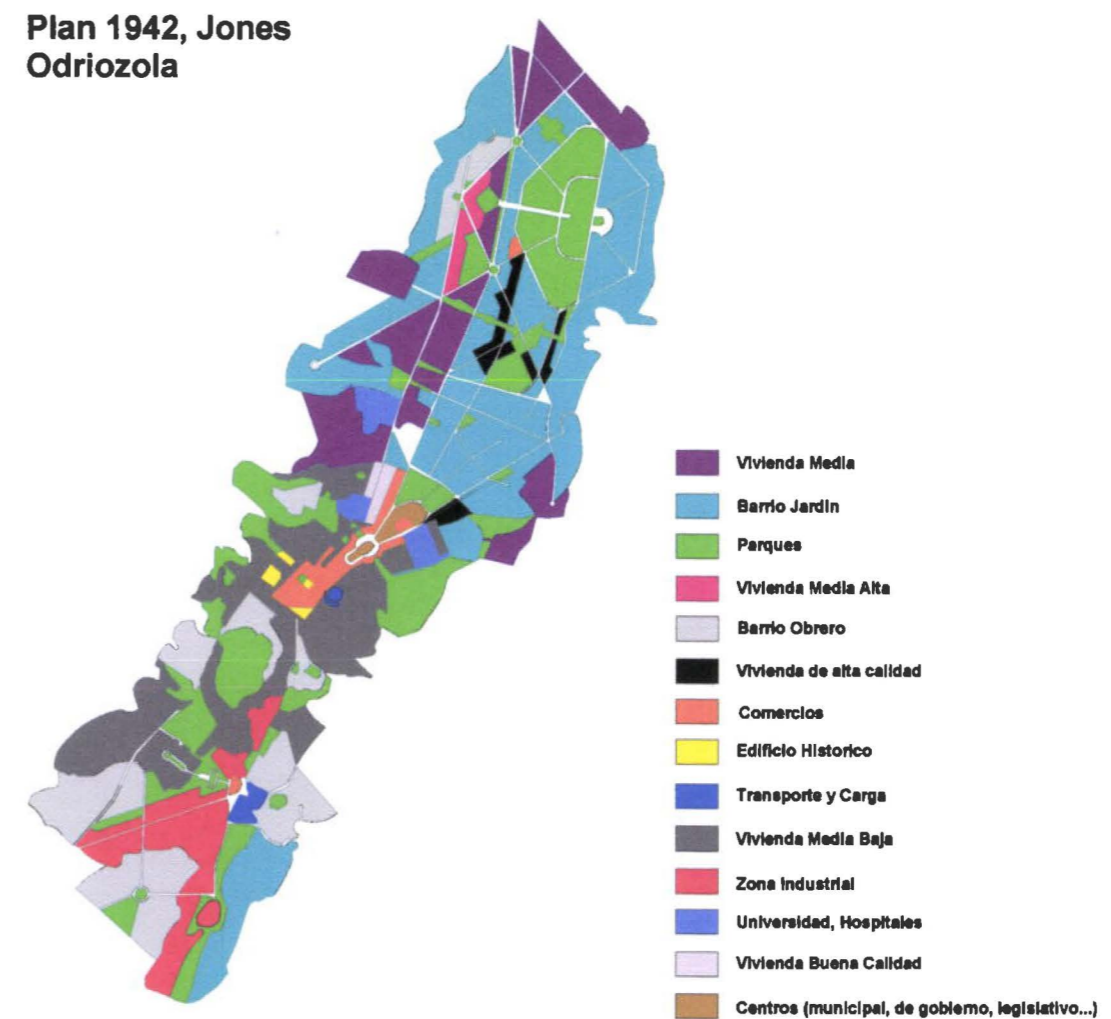 Plan 1942, Jones
Odriozola
Vivienda Media
Barrio Jardin
Parques
Vivienda Media Alta
Barrio Obrero
Vivienda de alta calidad
Comercios
Edificio Historico
Transporte y Carga
Vivienda Media Baja
Zona Industrial
Universidad, Hospitales
Vivienda Buena Calidad
Centros (municipal, de gobierno, legislativo...)